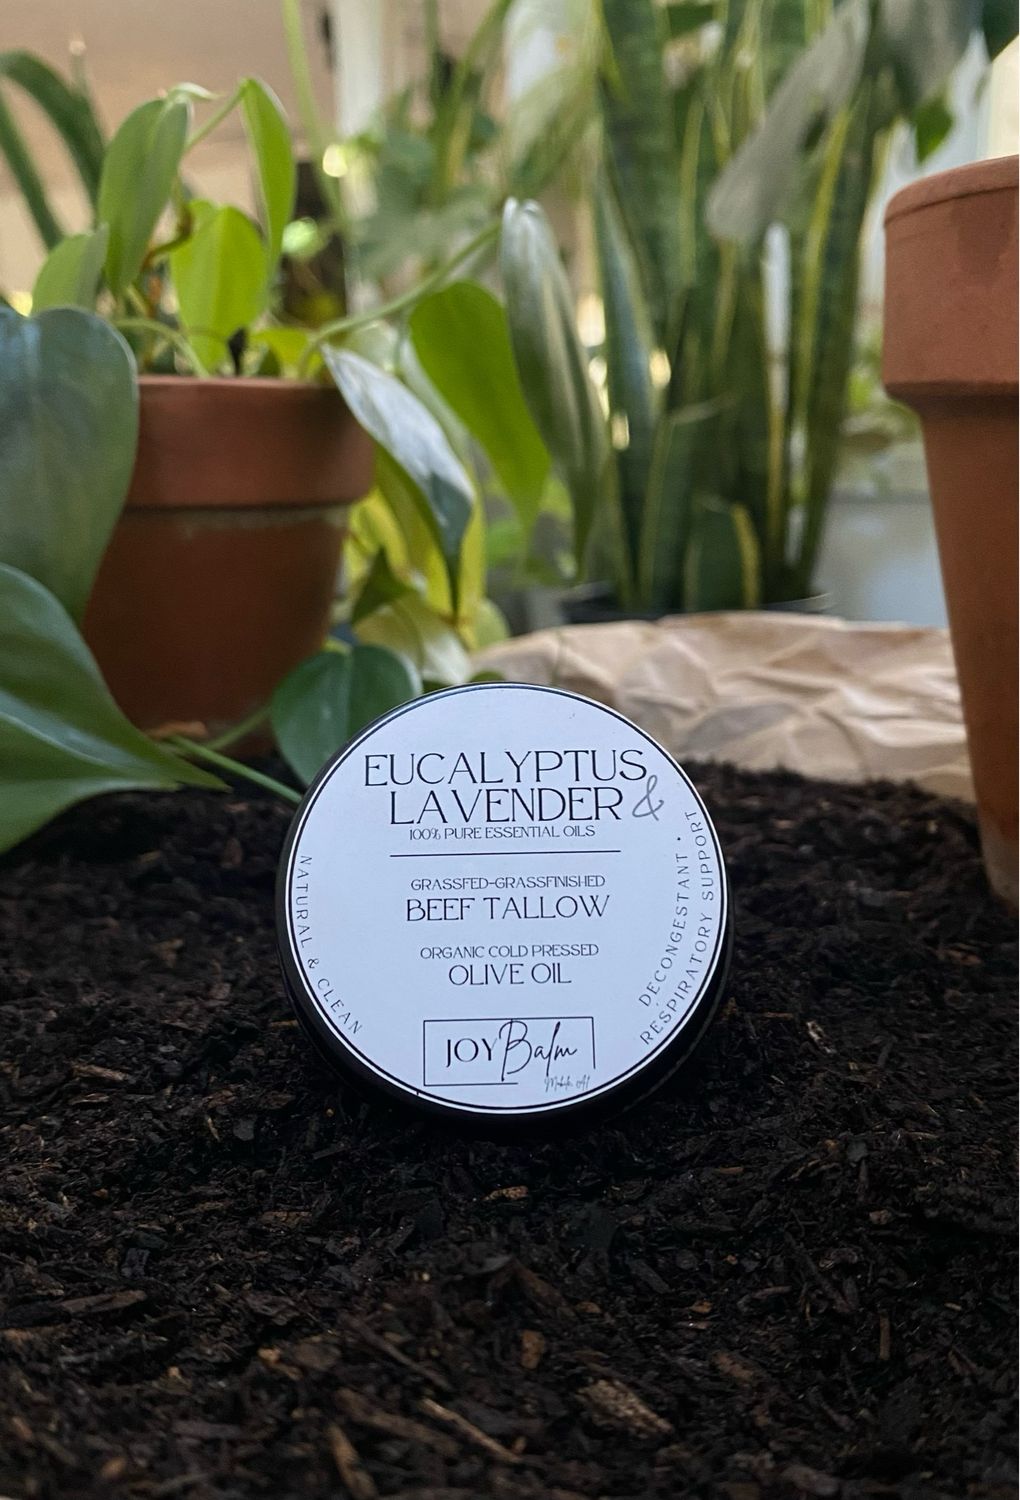 EUCALYPTUS
& LAVENDER
100% PURE ESSENTIAL OILS
GRASSFED-GRASSFINISHED
BEEF TALLOW
ORGANIC COLD PRESSED
OLIVE OIL
JOY Balm
NATURAL & CLEAN
DECONGESTANT •
RESPIRATORY SUPPORT